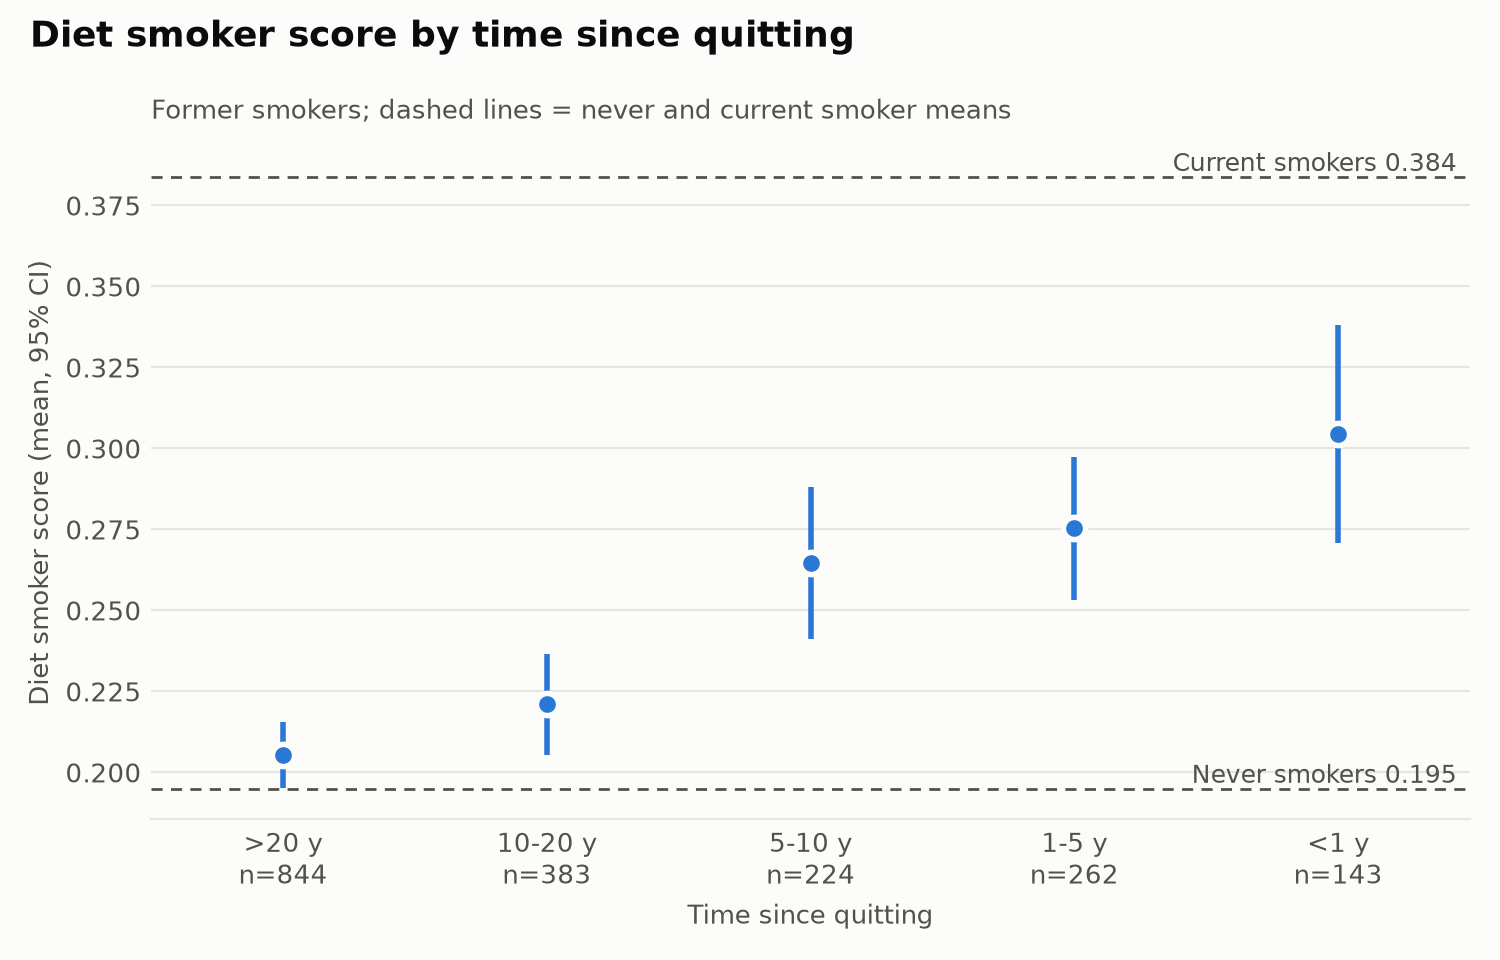 Diet smoker score by time since quitting
Former smokers; dashed lines = never and current smoker means
Current smokers 0.384
0.375
0.350
0.325
0.300
0.275
0.250
0.225
0.200
Diet smoker score (mean, 95% CI)
Never smokers 0.195
>20 y 10-20 y 5-10 y 1-5 y <1 y
n=844 n=383 n=224 n=262 n=143
Time since quitting